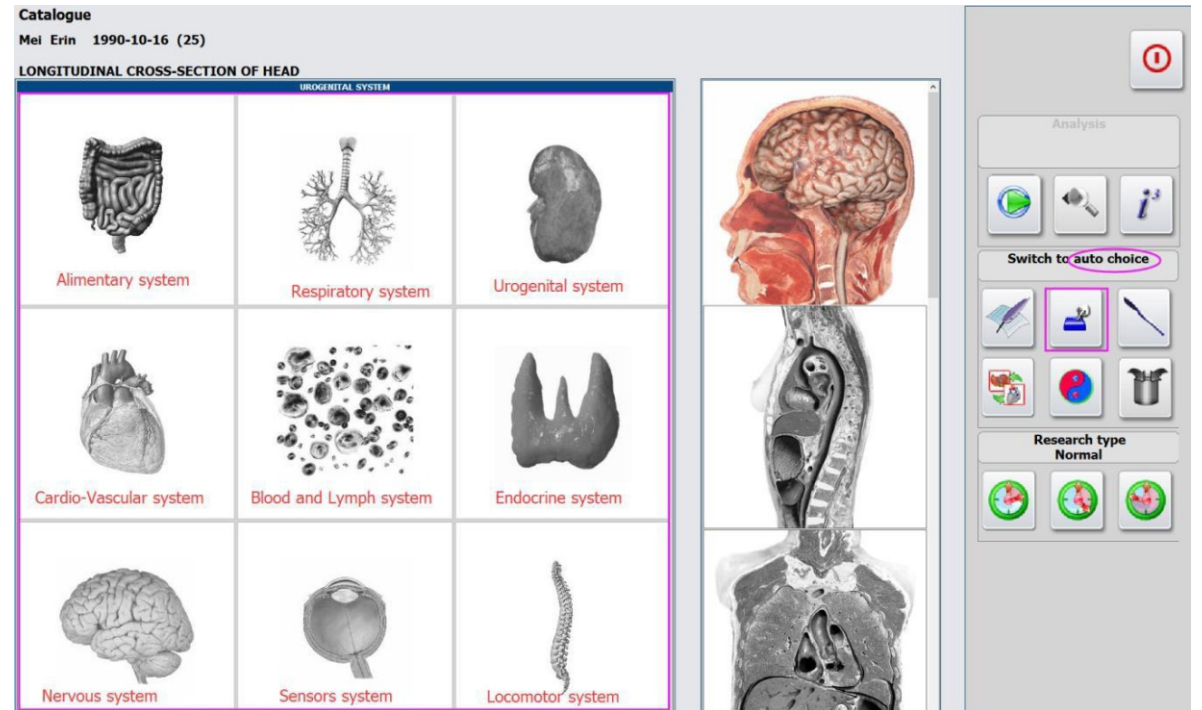 Catalogue
Mei Erin 1990-10-16 (25)
LONGITUDINAL CROSS-SECTION OF HEAD
UROGENITAL SYSTEM
Alimentary system
Respiratory system
Urogenital system
Cardio-Vascular system
Blood and Lymph system
Endocrine system
Nervous system
Sensors system
Locomotor system
Analysis
i³
Switch to auto choice
Research type
Normal